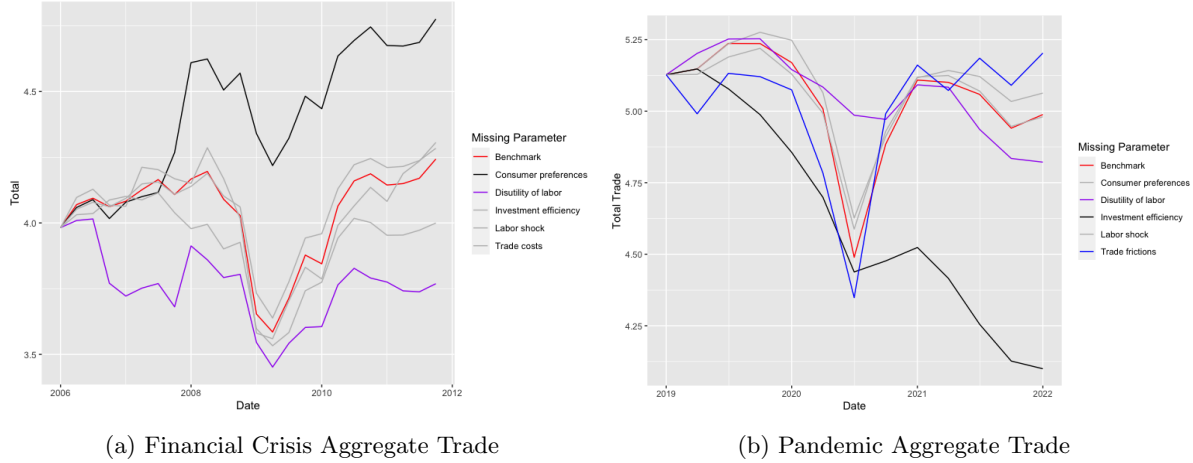 4.5
4.0
3.5
Total
2006
2008
2010
2012
Date
Missing Parameter
Benchmark
Consumer preferences
Disutility of labor
Investment efficiency
Labor shock
Trade costs
(a) Financial Crisis Aggregate Trade
5.25
5.00
4.75
4.50
4.25
Total Trade
2019
2020
2021
2022
Date
Missing Parameter
Benchmark
Consumer preferences
Disutility of labor
Investment efficiency
Labor shock
Trade frictions
(b) Pandemic Aggregate Trade